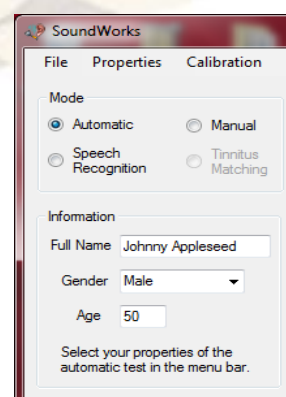 SoundWorks
File Properties Calibration
Mode
Automatic Manual
Speech Recognition Tinnitus Matching
Information
Full Name Johnny Appleseed
Gender Male
Age 50
Select your properties of the
automatic test in the menu bar.